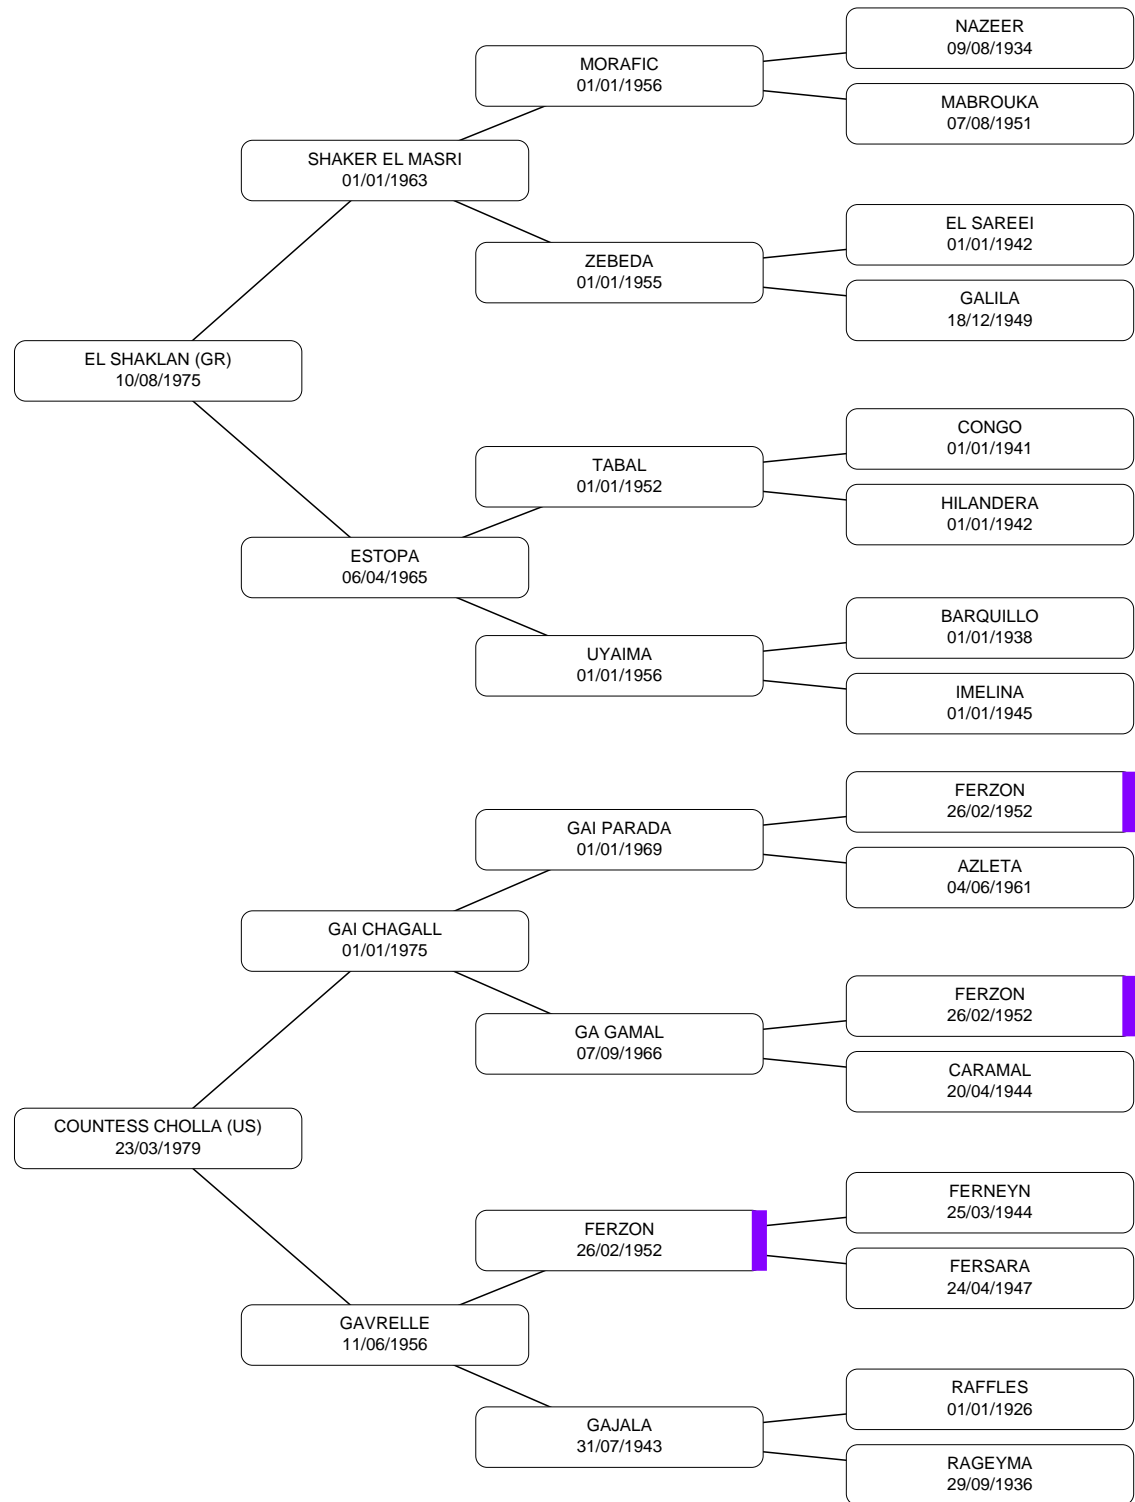 NAZEER
09/08/1934
MORAFIC
01/01/1956
MABROUKA
07/08/1951
SHAKER EL MASRI
01/01/1963
EL SAREEI
01/01/1942
ZEBEDA
01/01/1955
GALILA
18/12/1949
EL SHAKLAN (GR)
10/08/1975
CONGO
01/01/1941
TABAL
01/01/1952
HILANDERA
01/01/1942
ESTOPA
06/04/1965
BARQUILLO
01/01/1938
UYAIMA
01/01/1956
IMELINA
01/01/1945
FERZON
26/02/1952
GAI PARADA
01/01/1969
AZLETA
04/06/1961
GAI CHAGALL
01/01/1975
FERZON
26/02/1952
GA GAMAL
07/09/1966
CARAMAL
20/04/1944
COUNTESS CHOLLA (US)
23/03/1979
FERNEYN
25/03/1944
FERZON
26/02/1952
FERSARA
24/04/1947
GAVRELLE
11/06/1956
RAFFLES
01/01/1926
GAJALA
31/07/1943
RAGEYMA
29/09/1936